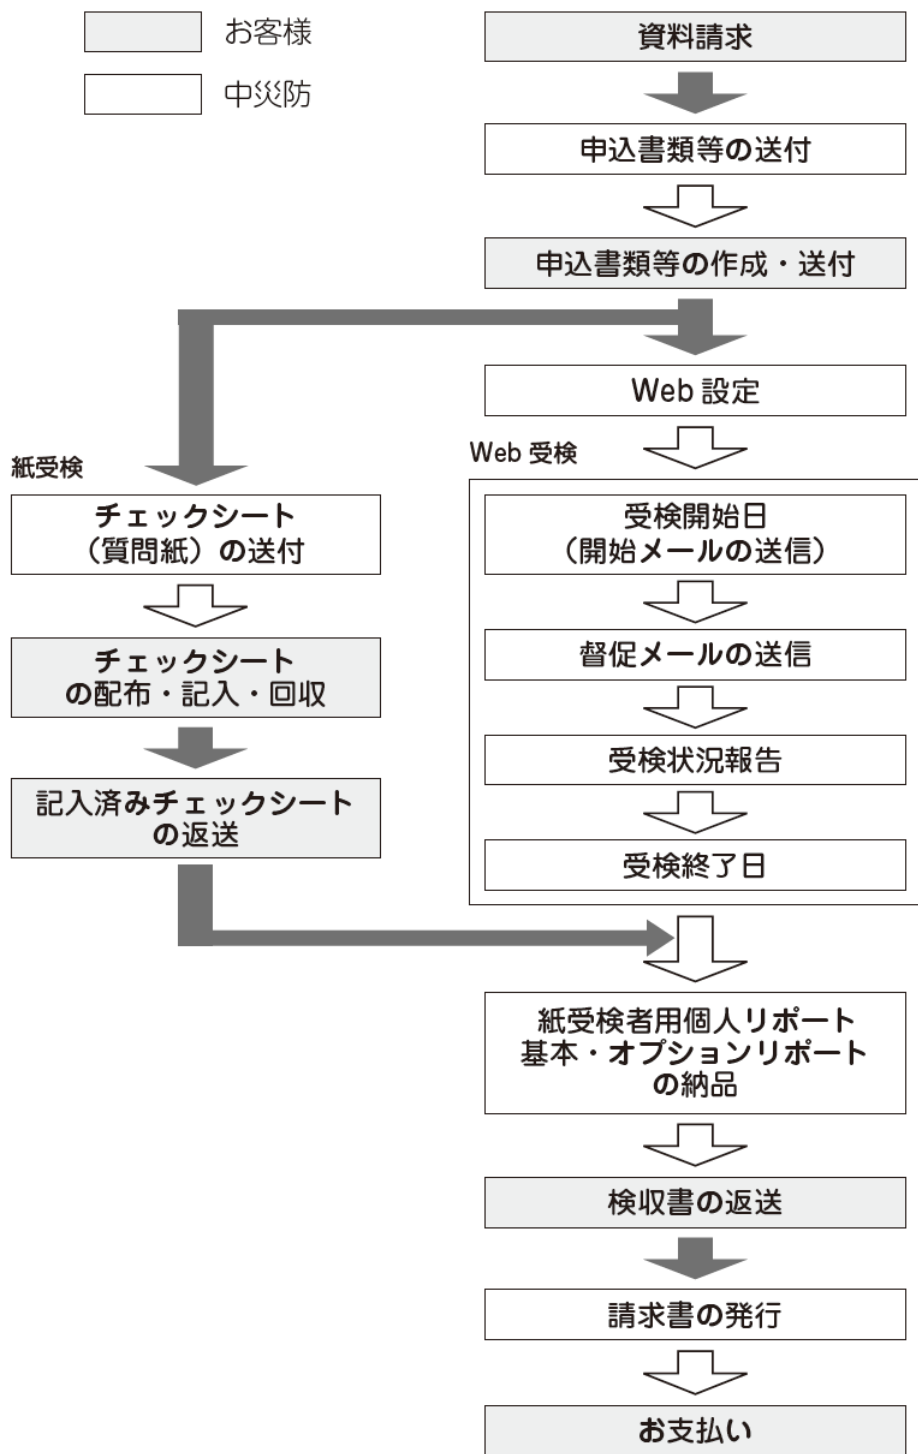 お客様
中災防
資料請求
申込書類等の送付
申込書類等の作成・送付
Web 設定
紙受検
チェックシート
（質問紙）の送付
チェックシート
の配布・記入・回収
記入済みチェックシート
の返送
Web 受検
受検開始日
（開始メールの送信）
督促メールの送信
受検状況報告
受検終了日
紙受検者用個人リポート
基本・オプションリポート
の納品
検収書の返送
請求書の発行
お支払い